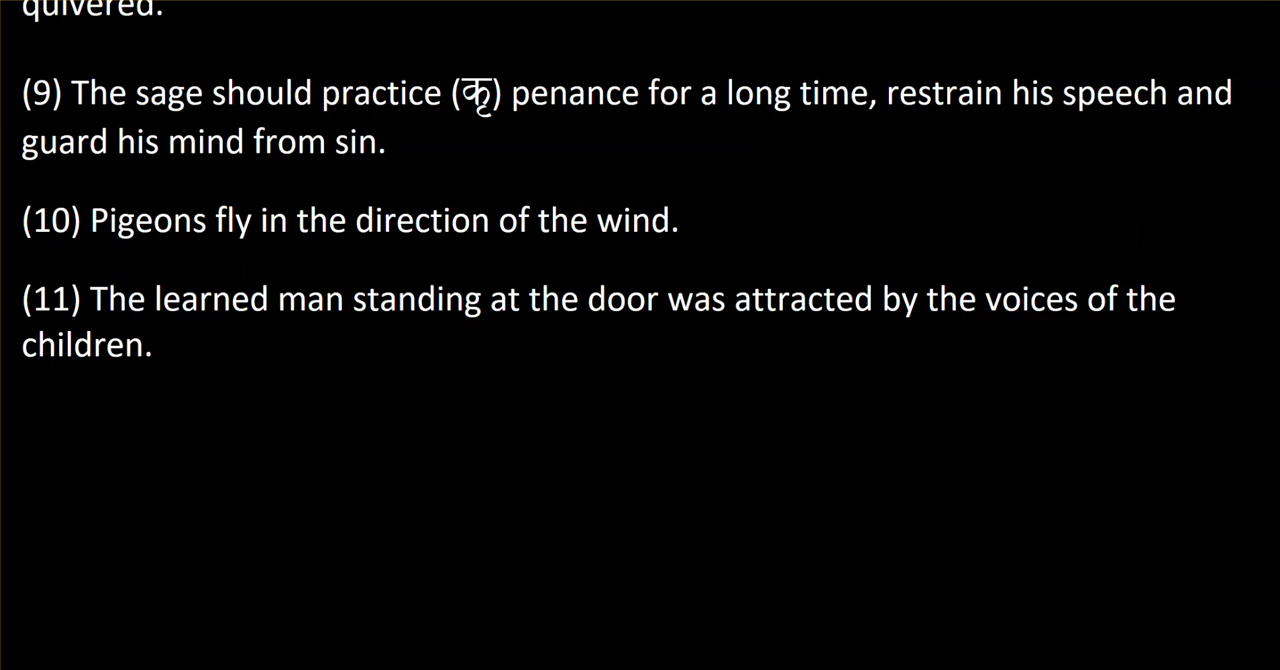 quivered.
(9) The sage should practice (कृ) penance for a long time, restrain his speech and
guard his mind from sin.
(10) Pigeons fly in the direction of the wind.
(11) The learned man standing at the door was attracted by the voices of the
children.